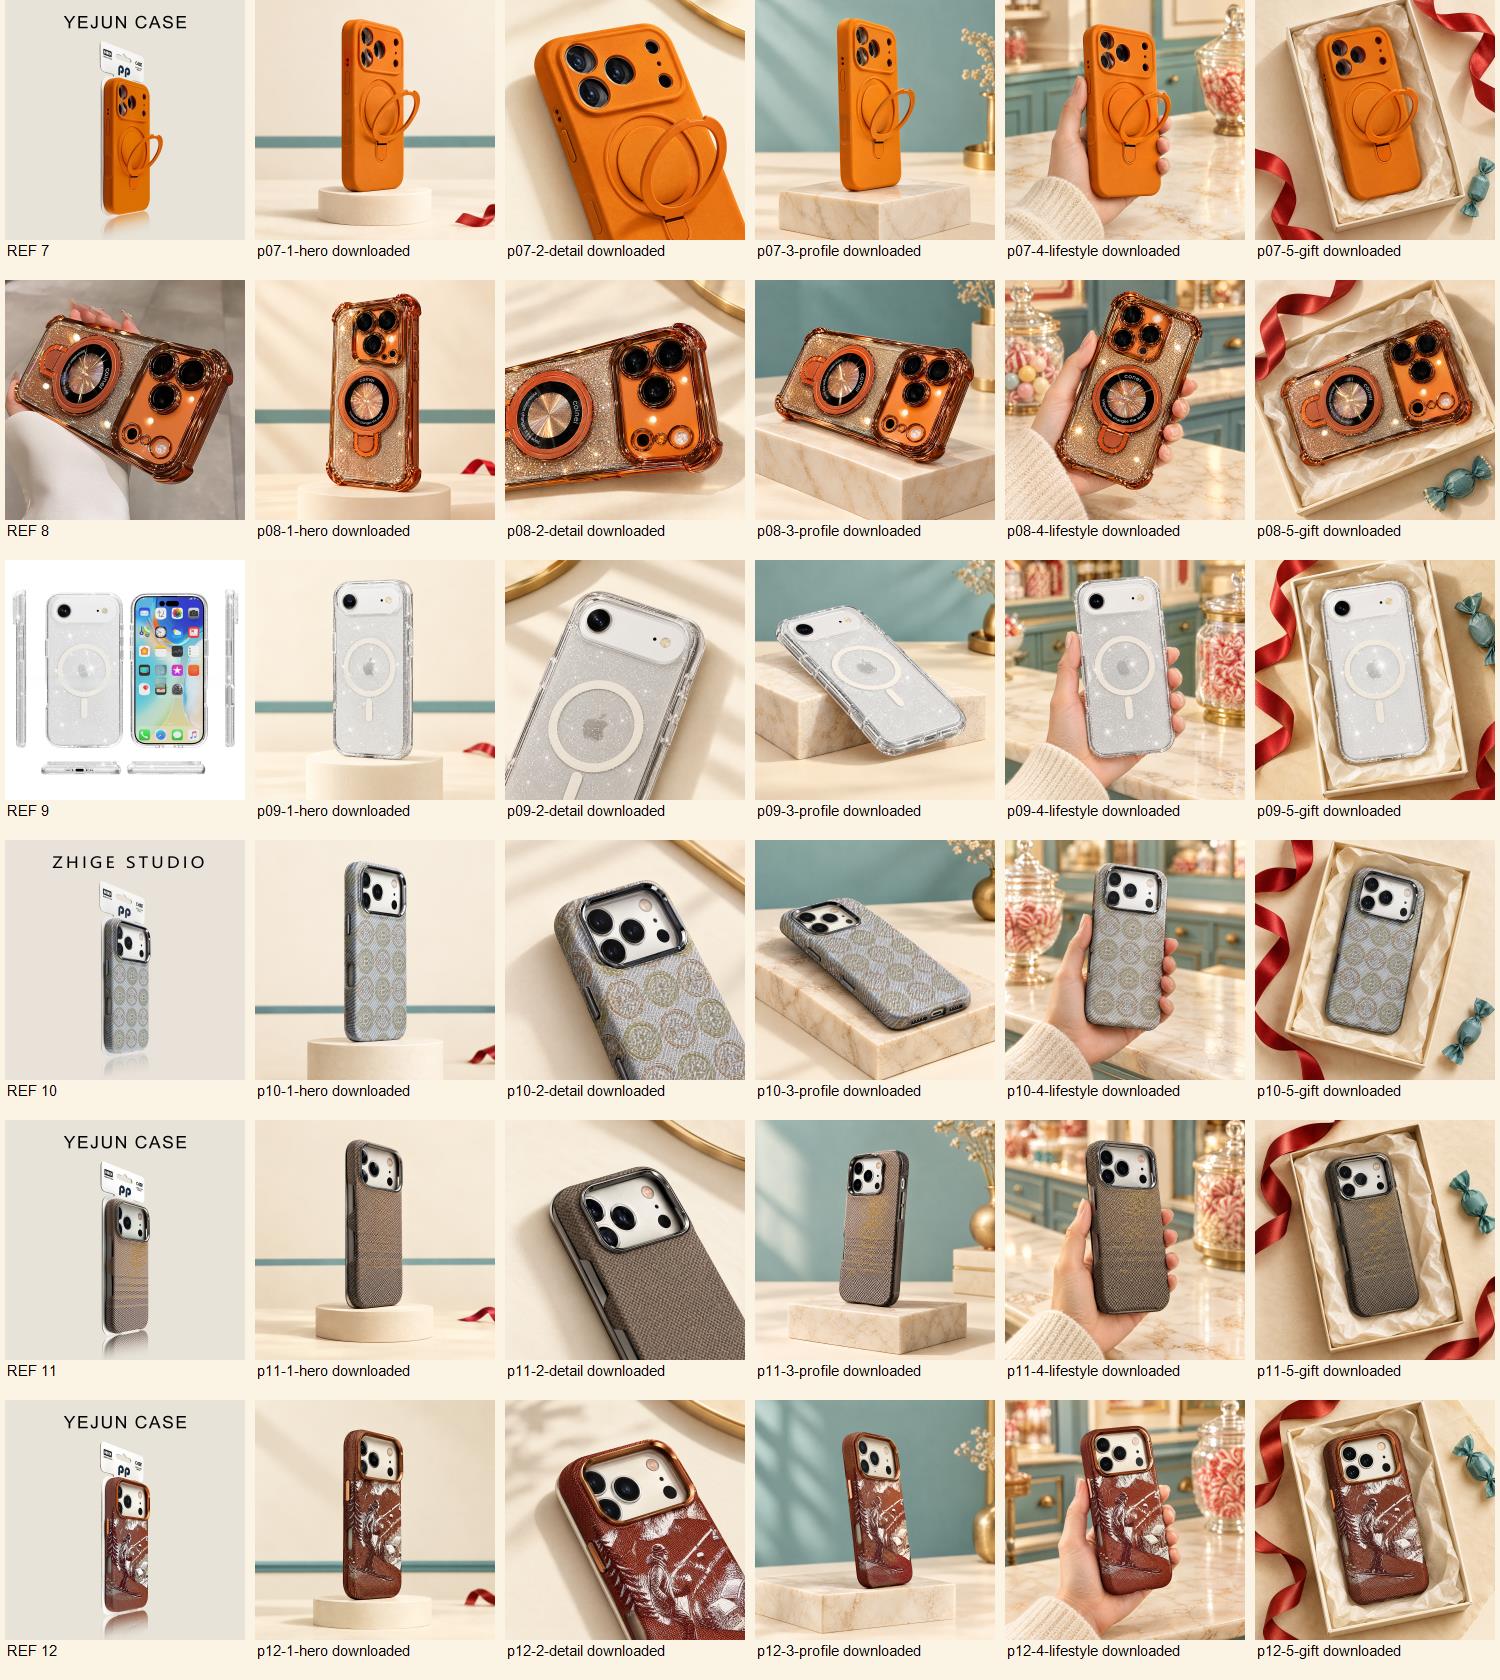 YEJUN CASE
PP
REF 7
p07-1-hero downloaded
p07-2-detail downloaded
p07-3-profile downloaded
p07-4-lifestyle downloaded
p07-5-gift downloaded
conei
conei
REF 8
p08-1-hero downloaded
p08-2-detail downloaded
p08-3-profile downloaded
p08-4-lifestyle downloaded
p08-5-gift downloaded
REF 9
p09-1-hero downloaded
p09-2-detail downloaded
p09-3-profile downloaded
p09-4-lifestyle downloaded
p09-5-gift downloaded
ZHIGE STUDIO
PP
REF 10
p10-1-hero downloaded
p10-2-detail downloaded
p10-3-profile downloaded
p10-4-lifestyle downloaded
p10-5-gift downloaded
YEJUN CASE
PP
REF 11
p11-1-hero downloaded
p11-2-detail downloaded
p11-3-profile downloaded
p11-4-lifestyle downloaded
p11-5-gift downloaded
YEJUN CASE
PP
REF 12
p12-1-hero downloaded
p12-2-detail downloaded
p12-3-profile downloaded
p12-4-lifestyle downloaded
p12-5-gift downloaded